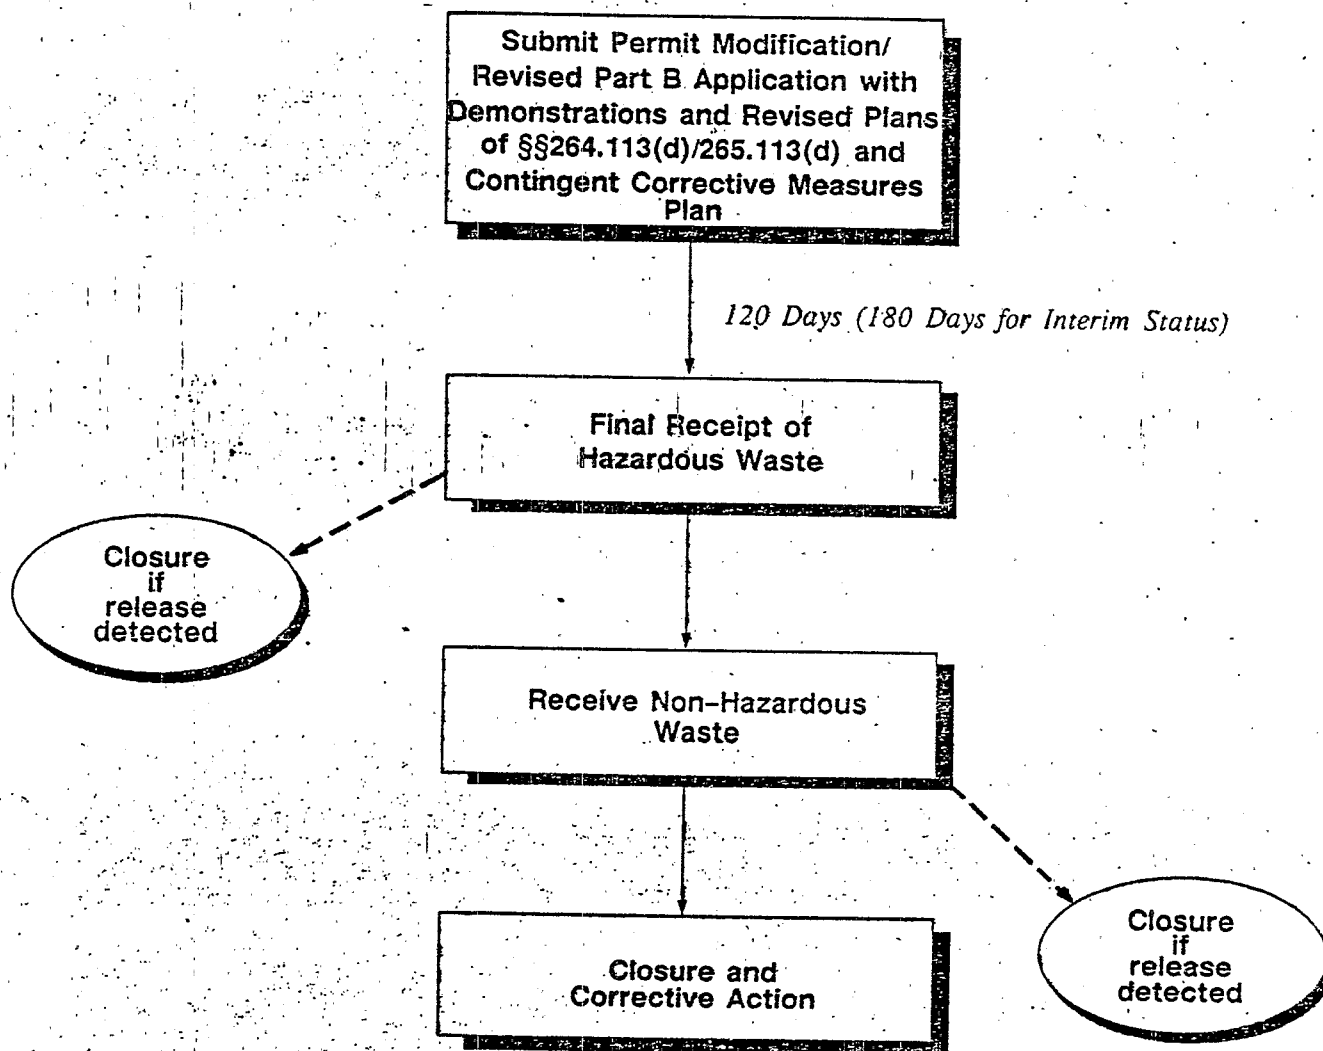 Submit Permit Modification/
Revised Part B Application with
Demonstrations and Revised Plans
of §§264.113(d)/265.113(d) and
Contingent Corrective Measures
Plan
120 Days (180 Days for Interim Status)
Final Receipt of
Hazardous Waste
Closure
if
release
detected
Receive Non-Hazardous
Waste
Closure
if
release
detected
Closure and
Corrective Action